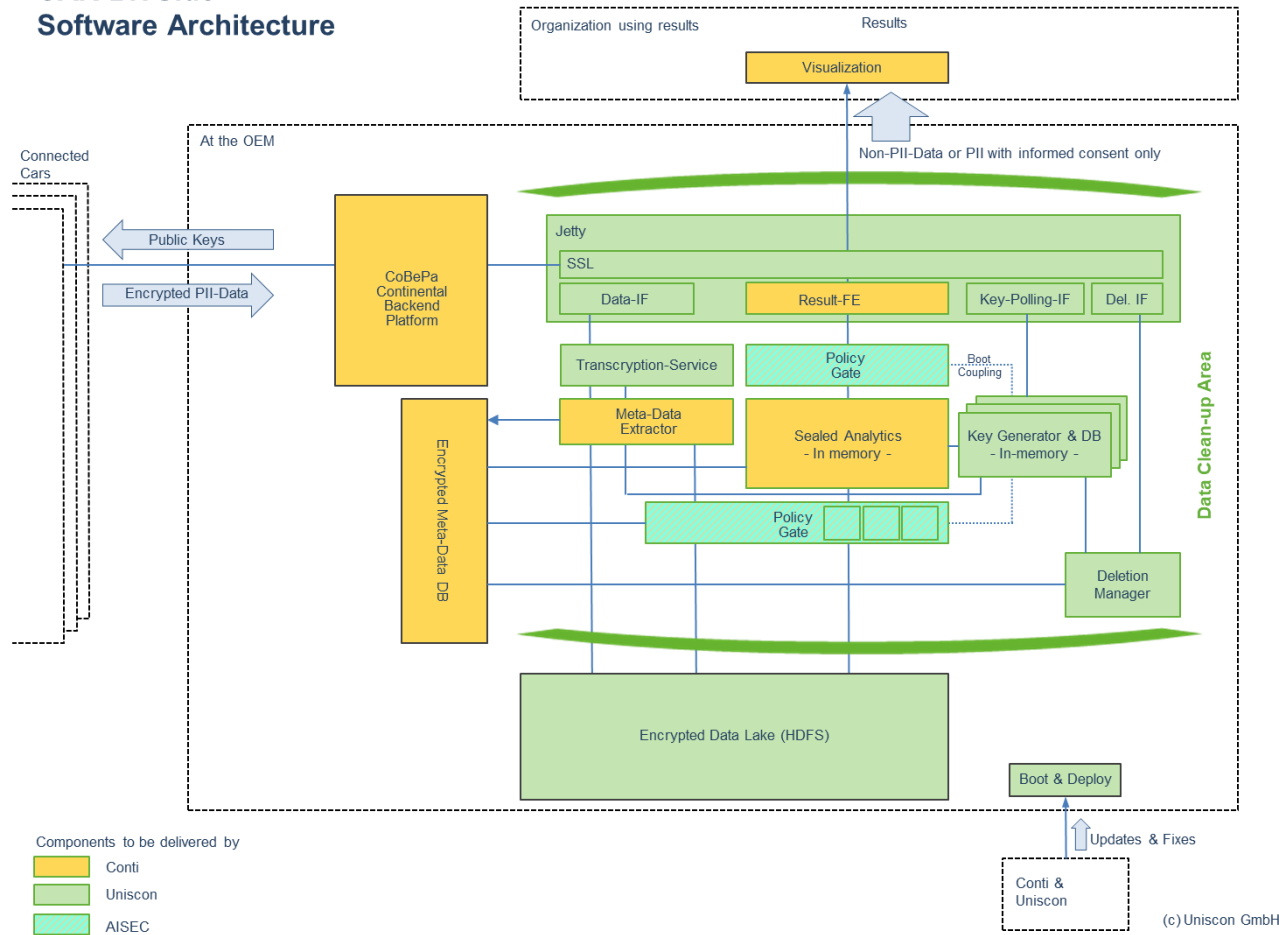 Software Architecture
Organization using results
Results
Visualization
At the OEM
Non-PII-Data or PII with informed consent only
Connected
Cars
Public Keys
Encrypted PII-Data
CoBePa
Continental
Backend
Platform
Jetty
SSL
Data-IF
Result-FE
Key-Polling-IF
Del. IF
Transcryption-Service
Policy
Gate
Boot
Coupling
Meta-Data
Extractor
Sealed Analytics
- In memory -
Key Generator & DB
- In-memory -
Data Clean-up Area
Encrypted Meta-Data DB
Policy
Gate
Deletion
Manager
Encrypted Data Lake (HDFS)
Boot & Deploy
Updates & Fixes
Conti &
Uniscon
Components to be delivered by
Conti
Uniscon
AISEC
(c) Uniscon GmbH